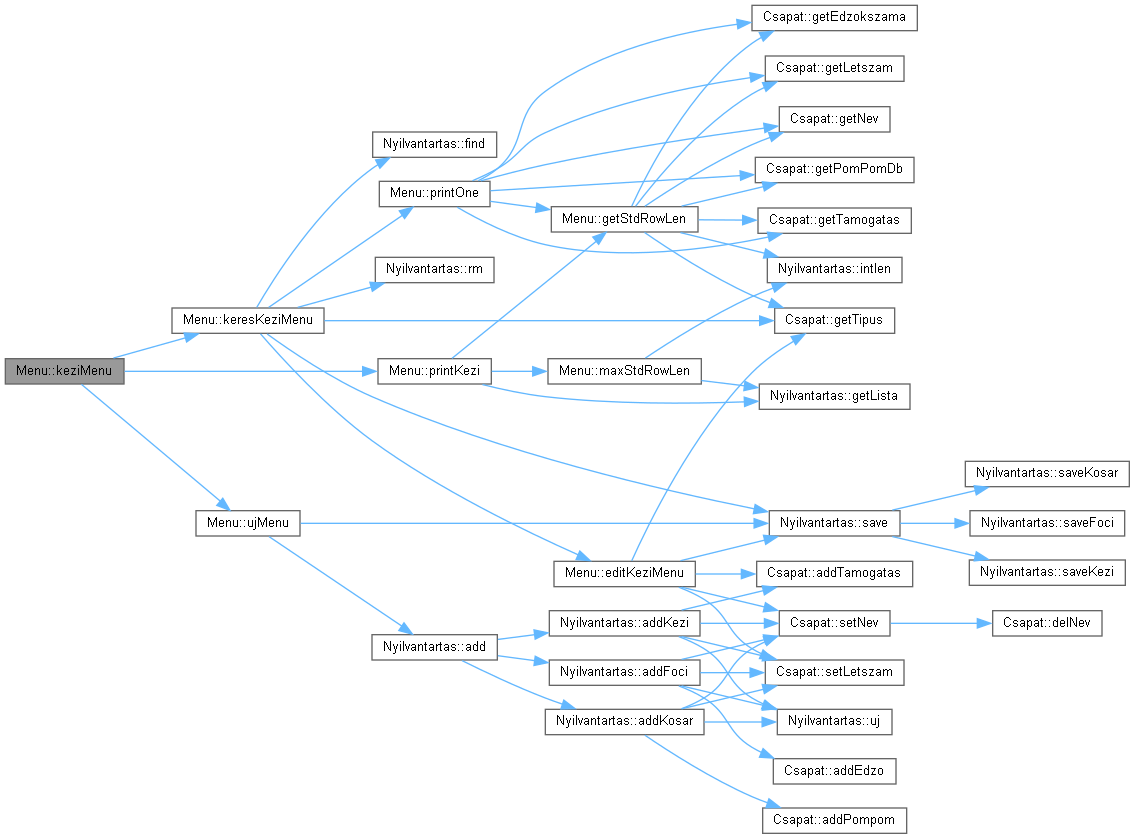 Csapat::getEdzokszama
Csapat::getLetszam
Csapat::getNev
Nyilvantartas::find
Csapat::getPomPomDb
Menu::printOne
Menu::getStdRowLen
Csapat::getTamogatas
Nyilvantartas::rm
Nyilvantartas::intlen
Menu::keresKeziMenu
Csapat::getTipus
Menu::keziMenu
Menu::printKezi
Menu::maxStdRowLen
Nyilvantartas::getLista
Nyilvantartas::saveKosar
Menu::ujMenu
Nyilvantartas::save
Nyilvantartas::saveFoci
Menu::editKeziMenu
Csapat::addTamogatas
Nyilvantartas::saveKezi
Nyilvantartas::addKezi
Csapat::setNev
Csapat::delNev
Nyilvantartas::add
Nyilvantartas::addFoci
Csapat::setLetszam
Nyilvantartas::addKosar
Nyilvantartas::uj
Csapat::addEdzo
Csapat::addPompom